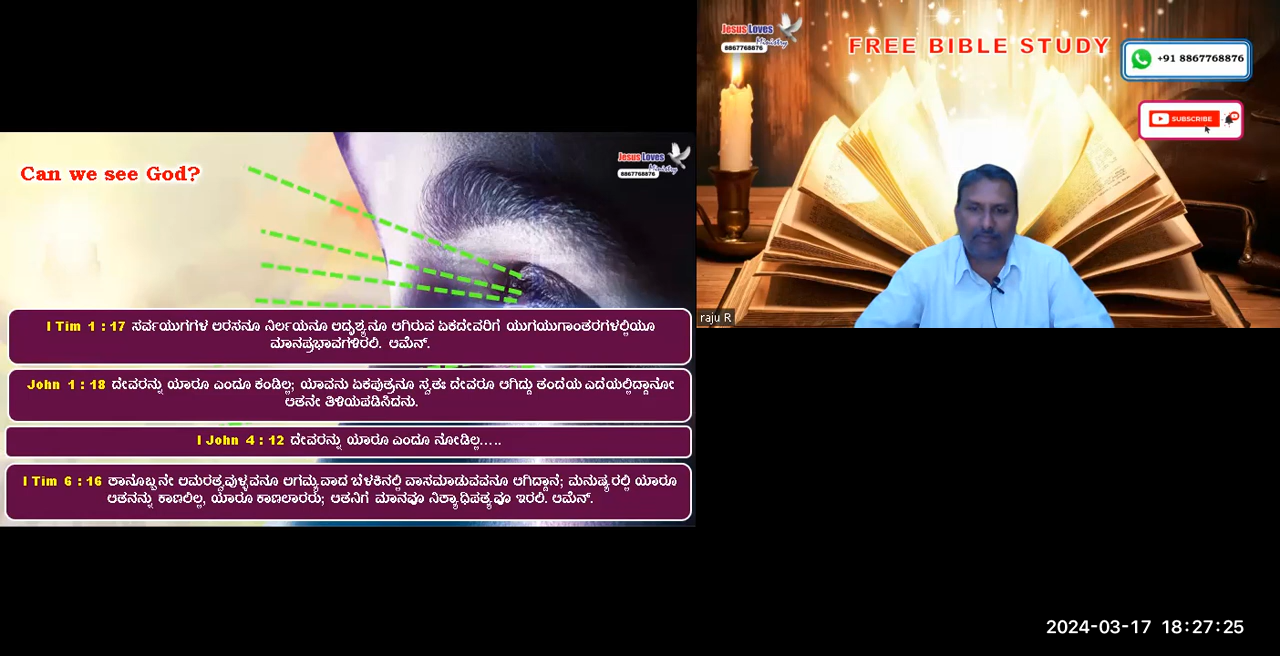 Can we see God?
Jesus Loves
Ministry
8867768876
I Tim 1 : 17 ಸರ್ವಯುಗಗಳ ಅರಸನೂ ನಿರ್ಲಯನೂ ಅದೃಶ್ಯನೂ ಆಗಿರುವ ಏಕದೇವರಿಗೆ ಯುಗಯುಗಾಂತರಗಳಲ್ಲಿಯೂ
ಮಾನಪ್ರಭಾವಗಳಿರಲಿ. ಆಮೆನ್.
John 1 : 18 ದೇವರನ್ನು ಯಾರೂ ಎಂದೂ ಕಂಡಿಲ್ಲ; ಯಾವನು ಏಕಪುತ್ರನೂ ಸ್ವತಃ ದೇವರೂ ಆಗಿದ್ದು ತಂದೆಯ ಎದೆಯಲ್ಲಿದ್ದಾನೋ
ಆತನೇ ತಿಳಿಯಪಡಿಸಿದನು.
I John 4 : 12 ದೇವರನ್ನು ಯಾರೂ ಎಂದೂ ನೋಡಿಲ್ಲ.....
I Tim 6 : 16 ತಾನೊಬ್ಬನೇ ಅಮರತ್ವವುಳ್ಳವನೂ ಅಗಮ್ಯವಾದ ಬೆಳಕಿನಲ್ಲಿ ವಾಸಮಾಡುವವನೂ ಆಗಿದ್ದಾನೆ; ಮನುಷ್ಯರಲ್ಲಿ ಯಾರೂ
ಆತನನ್ನು ಕಾಣಲಿಲ್ಲ, ಯಾರೂ ಕಾಣಲಾರರು; ಆತನಿಗೆ ಮಾನವೂ ನಿತ್ಯಾಧಿಪತ್ಯವೂ ಇರಲಿ. ಆಮೆನ್.
Jesus Loves
Ministry
8867768876
FREE BIBLE STUDY
+91 8867768876
SUBSCRIBE
raju R
2024-03-17 18:27:25